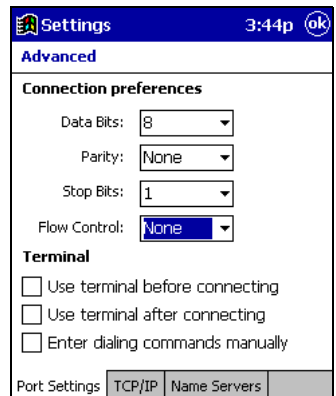 Settings 3:44p ok
Advanced
Connection preferences
Data Bits: 8
Parity: None
Stop Bits: 1
Flow Control: None
Terminal
Use terminal before connecting
Use terminal after connecting
Enter dialing commands manually
Port Settings TCP/IP Name Servers